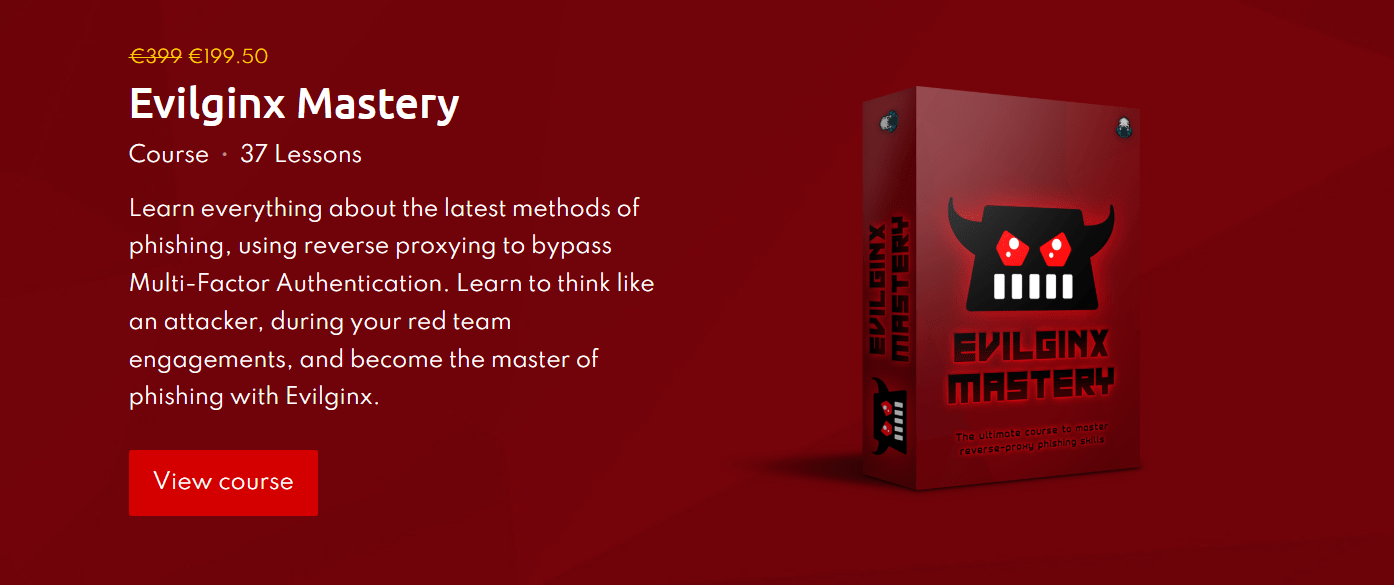 €399 €199.50
Evilginx Mastery
Course • 37 Lessons
Learn everything about the latest methods of
phishing, using reverse proxying to bypass
Multi-Factor Authentication. Learn to think like
an attacker, during your red team
engagements, and become the master of
phishing with Evilginx.
View course
EVILGINX
MASTERY
EVILGINX
MASTERY
The ultimate course to master
reverse-proxy phishing skills